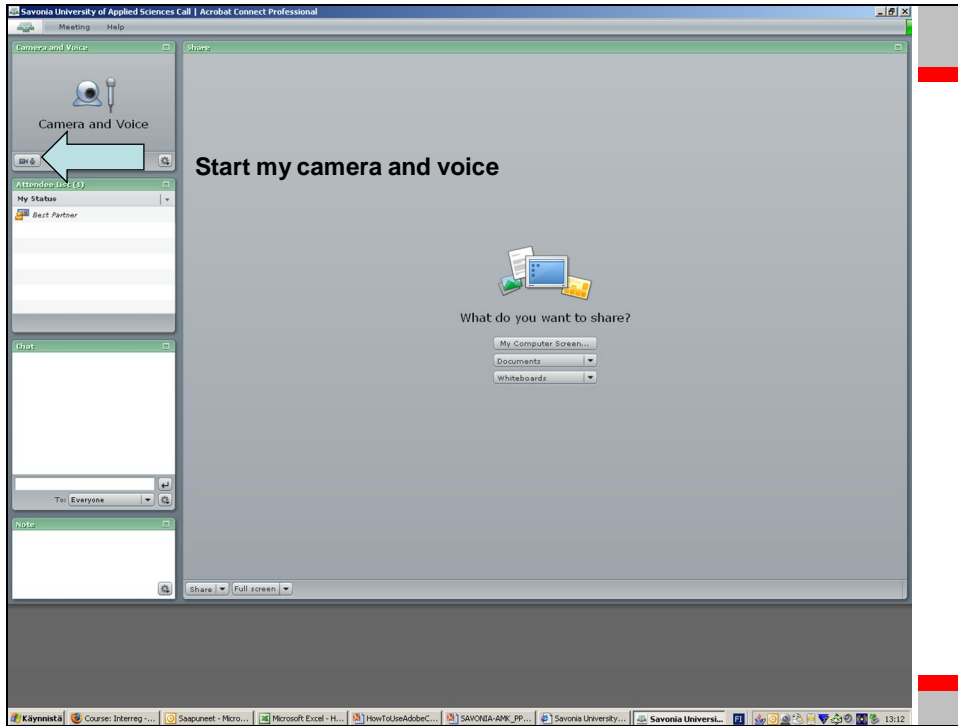 Savonia University of Applied Sciences Call | Acrobat Connect Professional
Meeting Help
Camera and Voice
Share
Camera and Voice
Start my camera and voice
Attendee List (1)
My Status
Best Partner
What do you want to share?
My Computer Screen...
Documents
Whiteboards
Chat
To: Everyone
Note
Share Full screen
Käynnistä Course: Interreg -... Saapuneet - Micro... Microsoft Excel - H... HowToUseAdobeC... SAVONIA-AMK_PP... Savonia University... Savonia Universi... FI 13:12